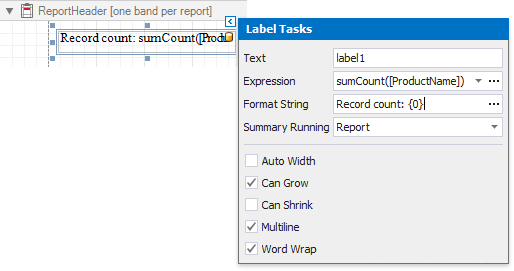 ReportHeader [one band per report]
Record count: sumCount([Produ
Label Tasks
Text label1
Expression sumCount([ProductName])
Format String Record count: {0}
Summary Running Report
Auto Width
Can Grow
Can Shrink
Multiline
Word Wrap